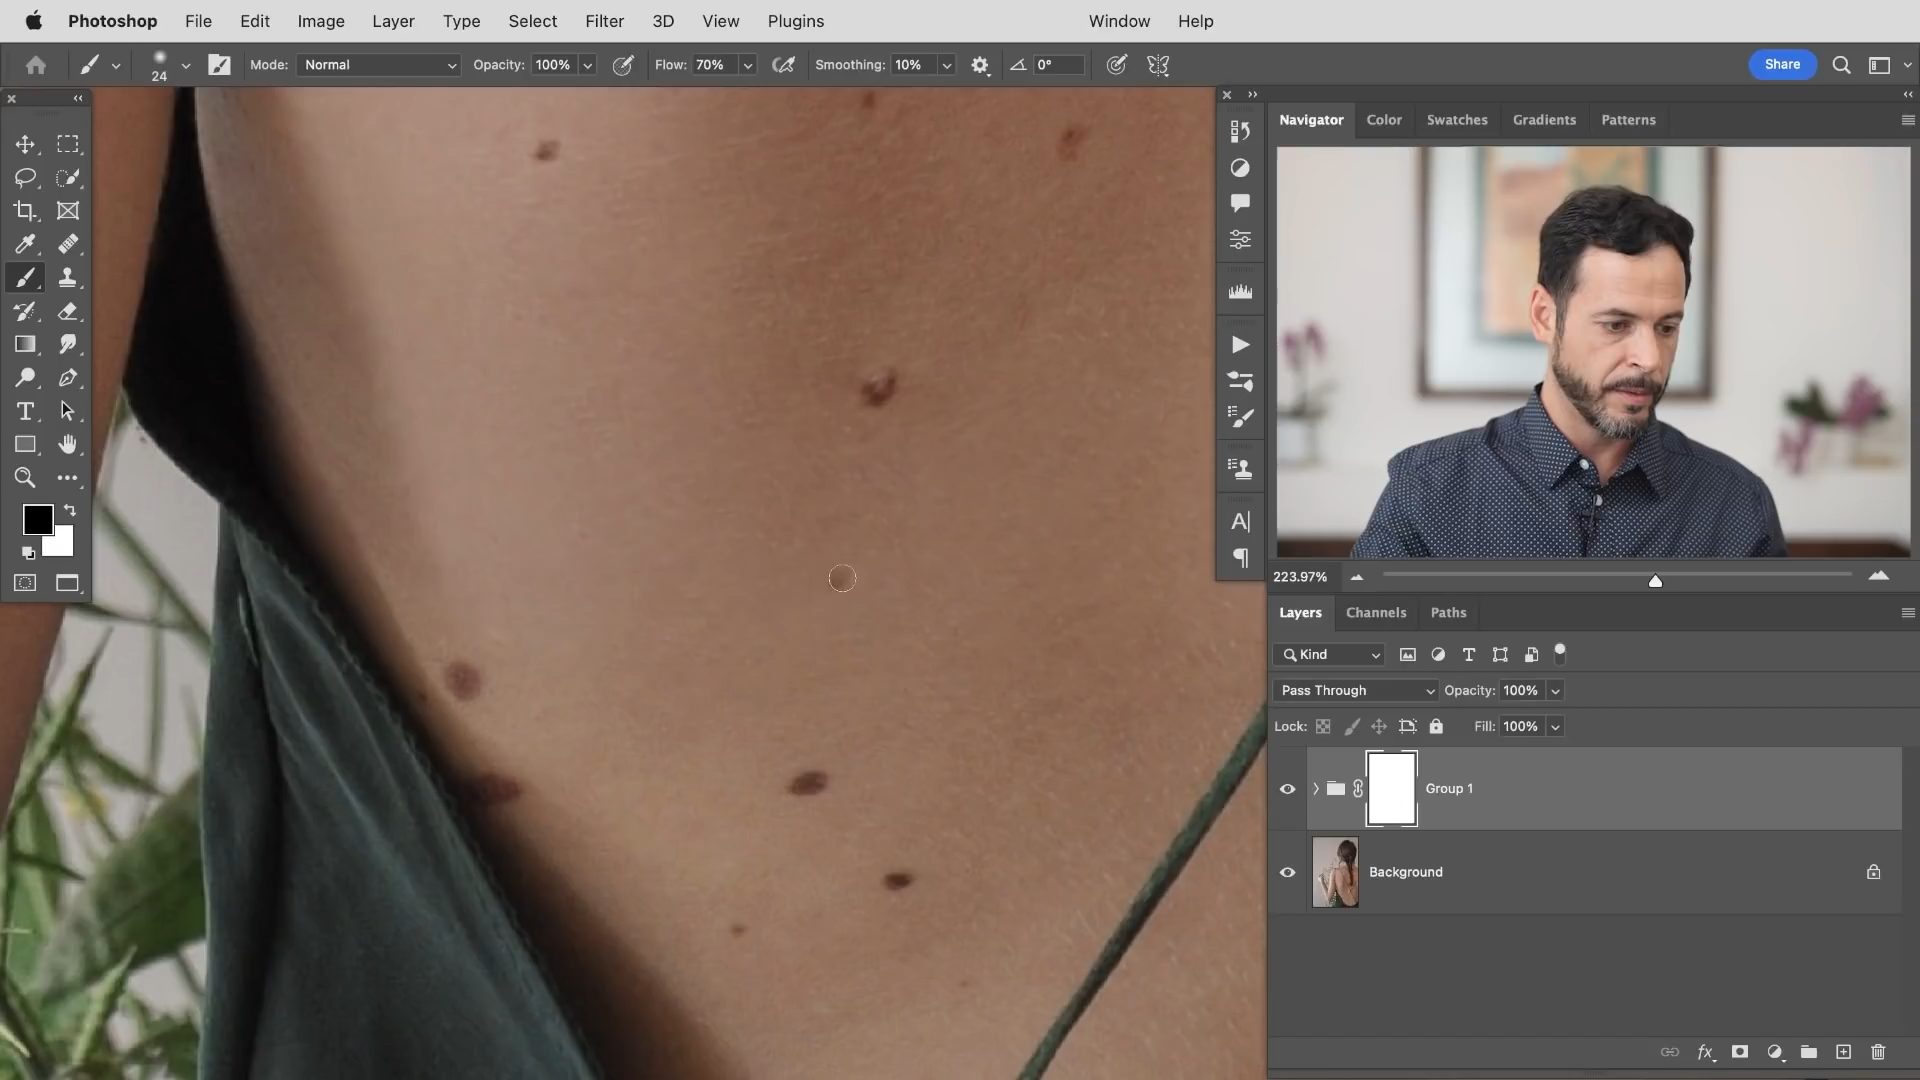 Photoshop File Edit Image Layer Type Select Filter 3D View Plugins Window Help
24 Mode: Normal Opacity: 100% Flow: 70% Smoothing: 10% 0° Share
Navigator Color Swatches Gradients Patterns
223.97%
Layers Channels Paths
Kind
Pass Through Opacity: 100%
Lock: Fill: 100%
Group 1
Background